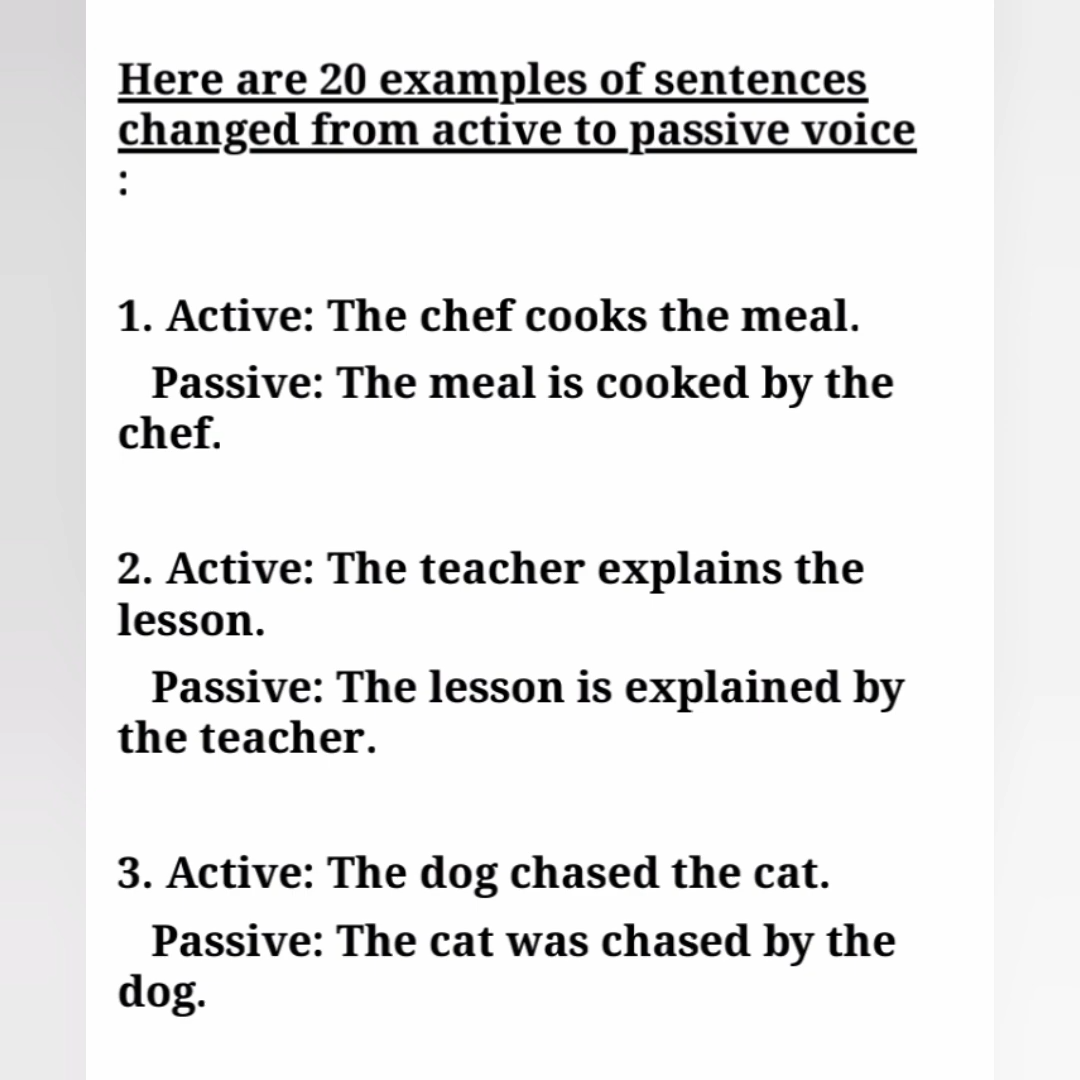 Here are 20 examples of sentences
changed from active to passive voice
:
1. Active: The chef cooks the meal.
Passive: The meal is cooked by the
chef.
2. Active: The teacher explains the
lesson.
Passive: The lesson is explained by
the teacher.
3. Active: The dog chased the cat.
Passive: The cat was chased by the
dog.